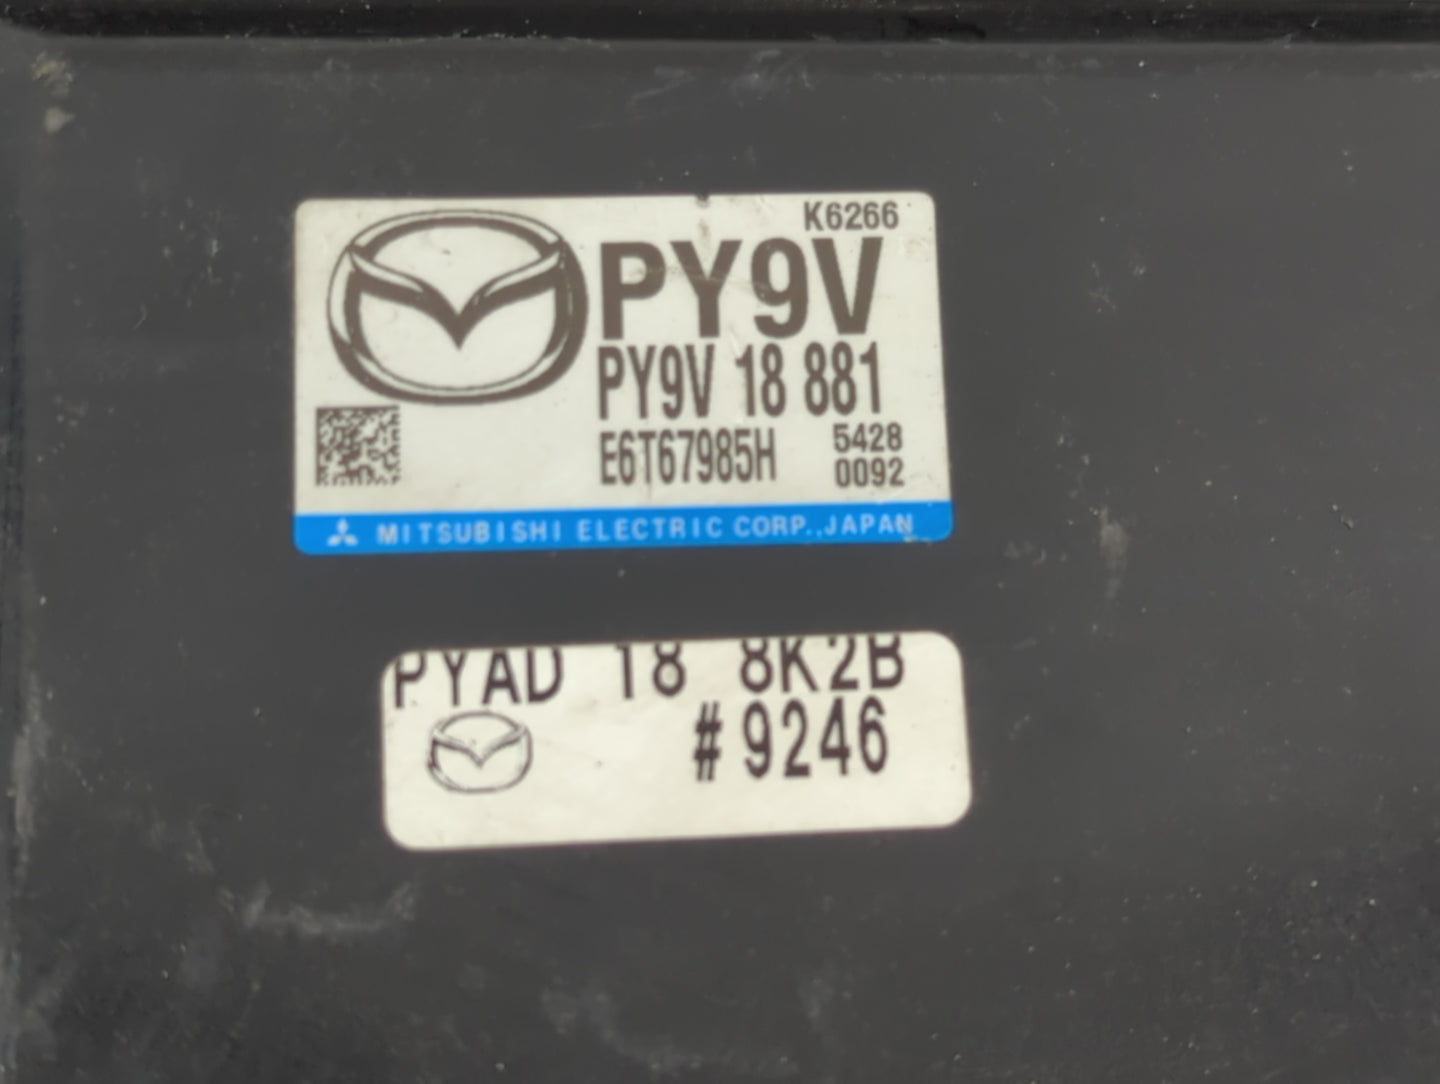 K6266
PY9V
PY9V 18 881
E6T67985H 5428
0092
MITSUBISHI ELECTRIC CORP.,JAPAN
PYAD 18 8K2B
#9246